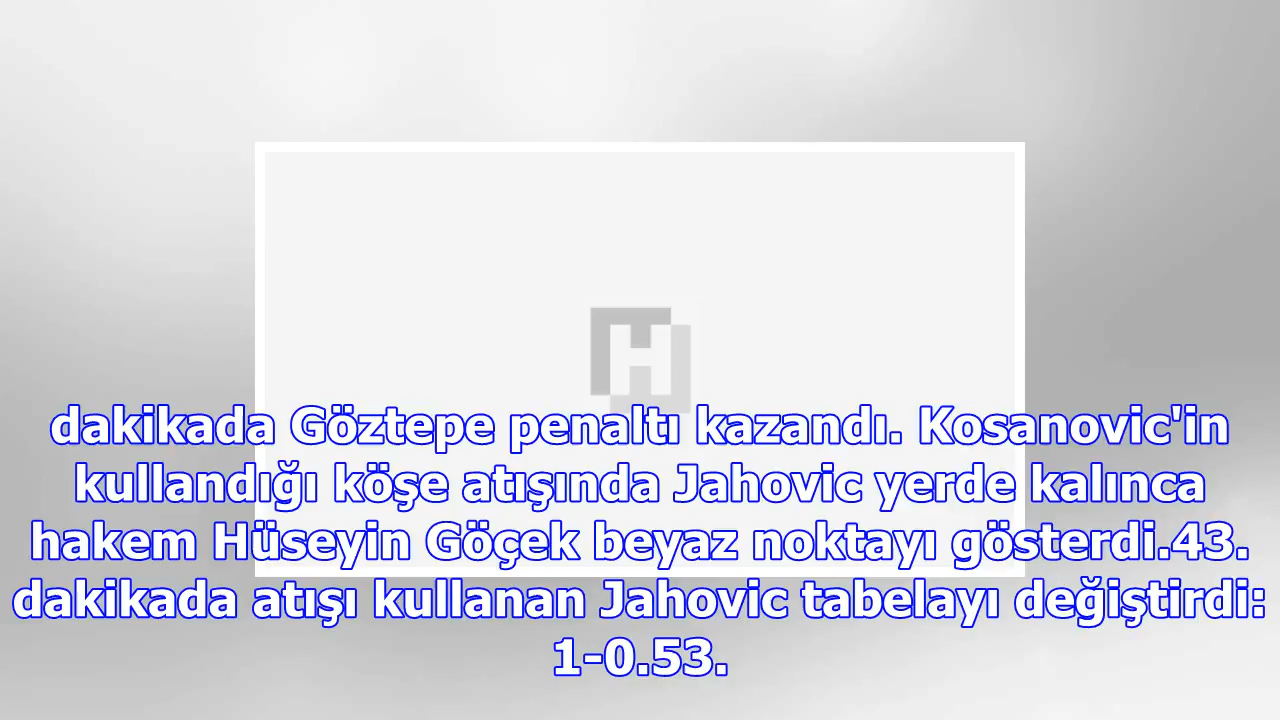 H
dakikada Göztepe penaltı kazandı. Kosanovic'in
kullandığı köşe atışında Jahovic yerde kalınca
hakem Hüseyin Göçek beyaz noktayı gösterdi.43.
dakikada atışı kullanan Jahovic tabelayı değiştirdi:
1-0.53.